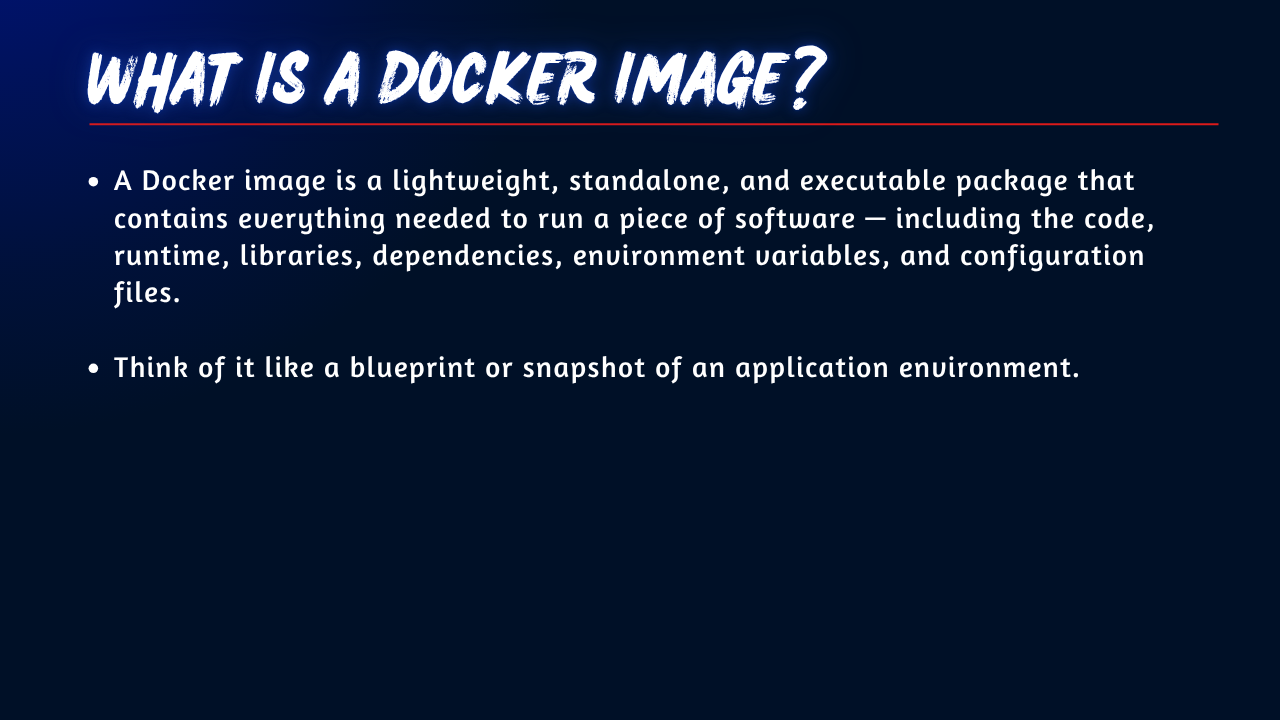 WHAT IS A DOCKER IMAGE?
• A Docker image is a lightweight, standalone, and executable package that
contains everything needed to run a piece of software — including the code,
runtime, libraries, dependencies, environment variables, and configuration
files.
• Think of it like a blueprint or snapshot of an application environment.